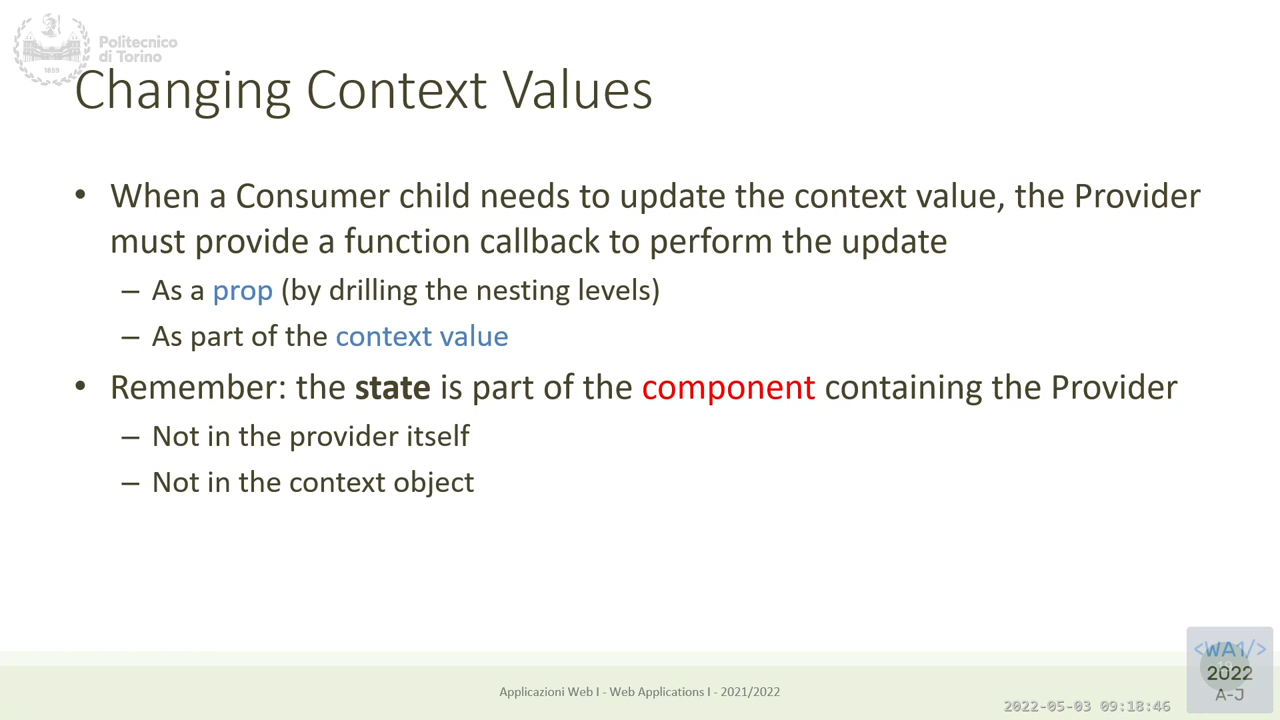 Politecnico
di Torino
1859
Changing Context Values
• When a Consumer child needs to update the context value, the Provider
must provide a function callback to perform the update
– As a prop (by drilling the nesting levels)
– As part of the context value
• Remember: the state is part of the component containing the Provider
– Not in the provider itself
– Not in the context object
Applicazioni Web I - Web Applications I - 2021/2022
<WA1/>
2022
A-J
2022-05-03 09:18:46